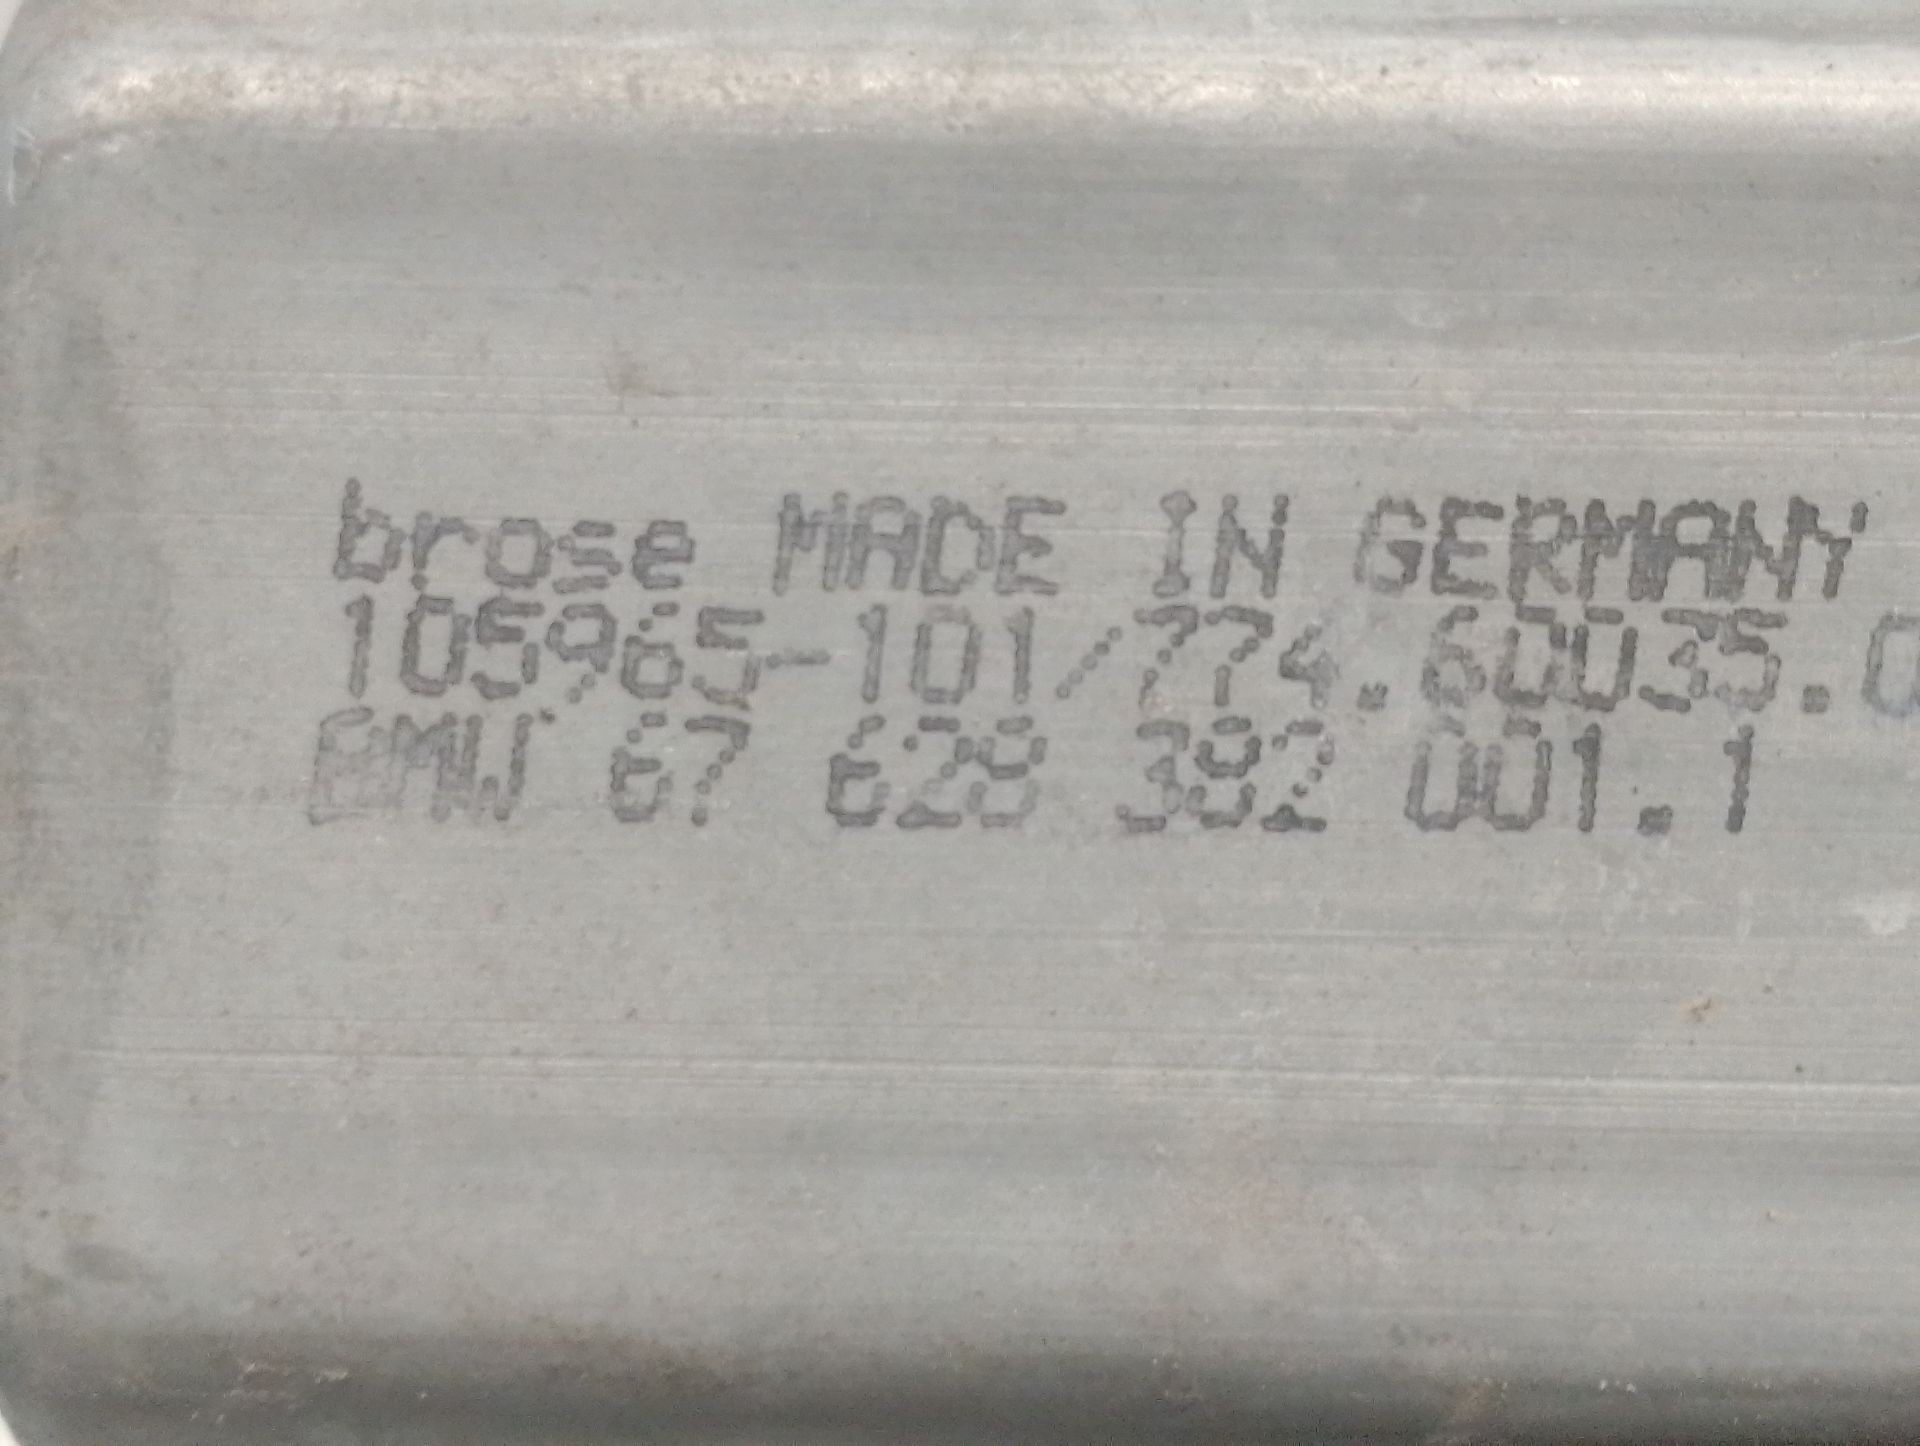 brose MADE IN GERMANY
105965-101/774.60035.0
BMW 67 628 382 001.1